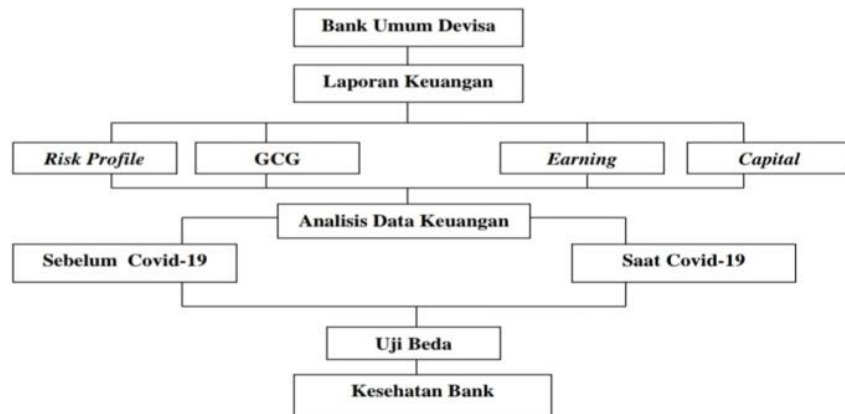 Bank Umum Devisa
Laporan Keuangan
Risk Profile
GCG
Earning
Capital
Analisis Data Keuangan
Sebelum Covid-19
Saat Covid-19
Uji Beda
Kesehatan Bank